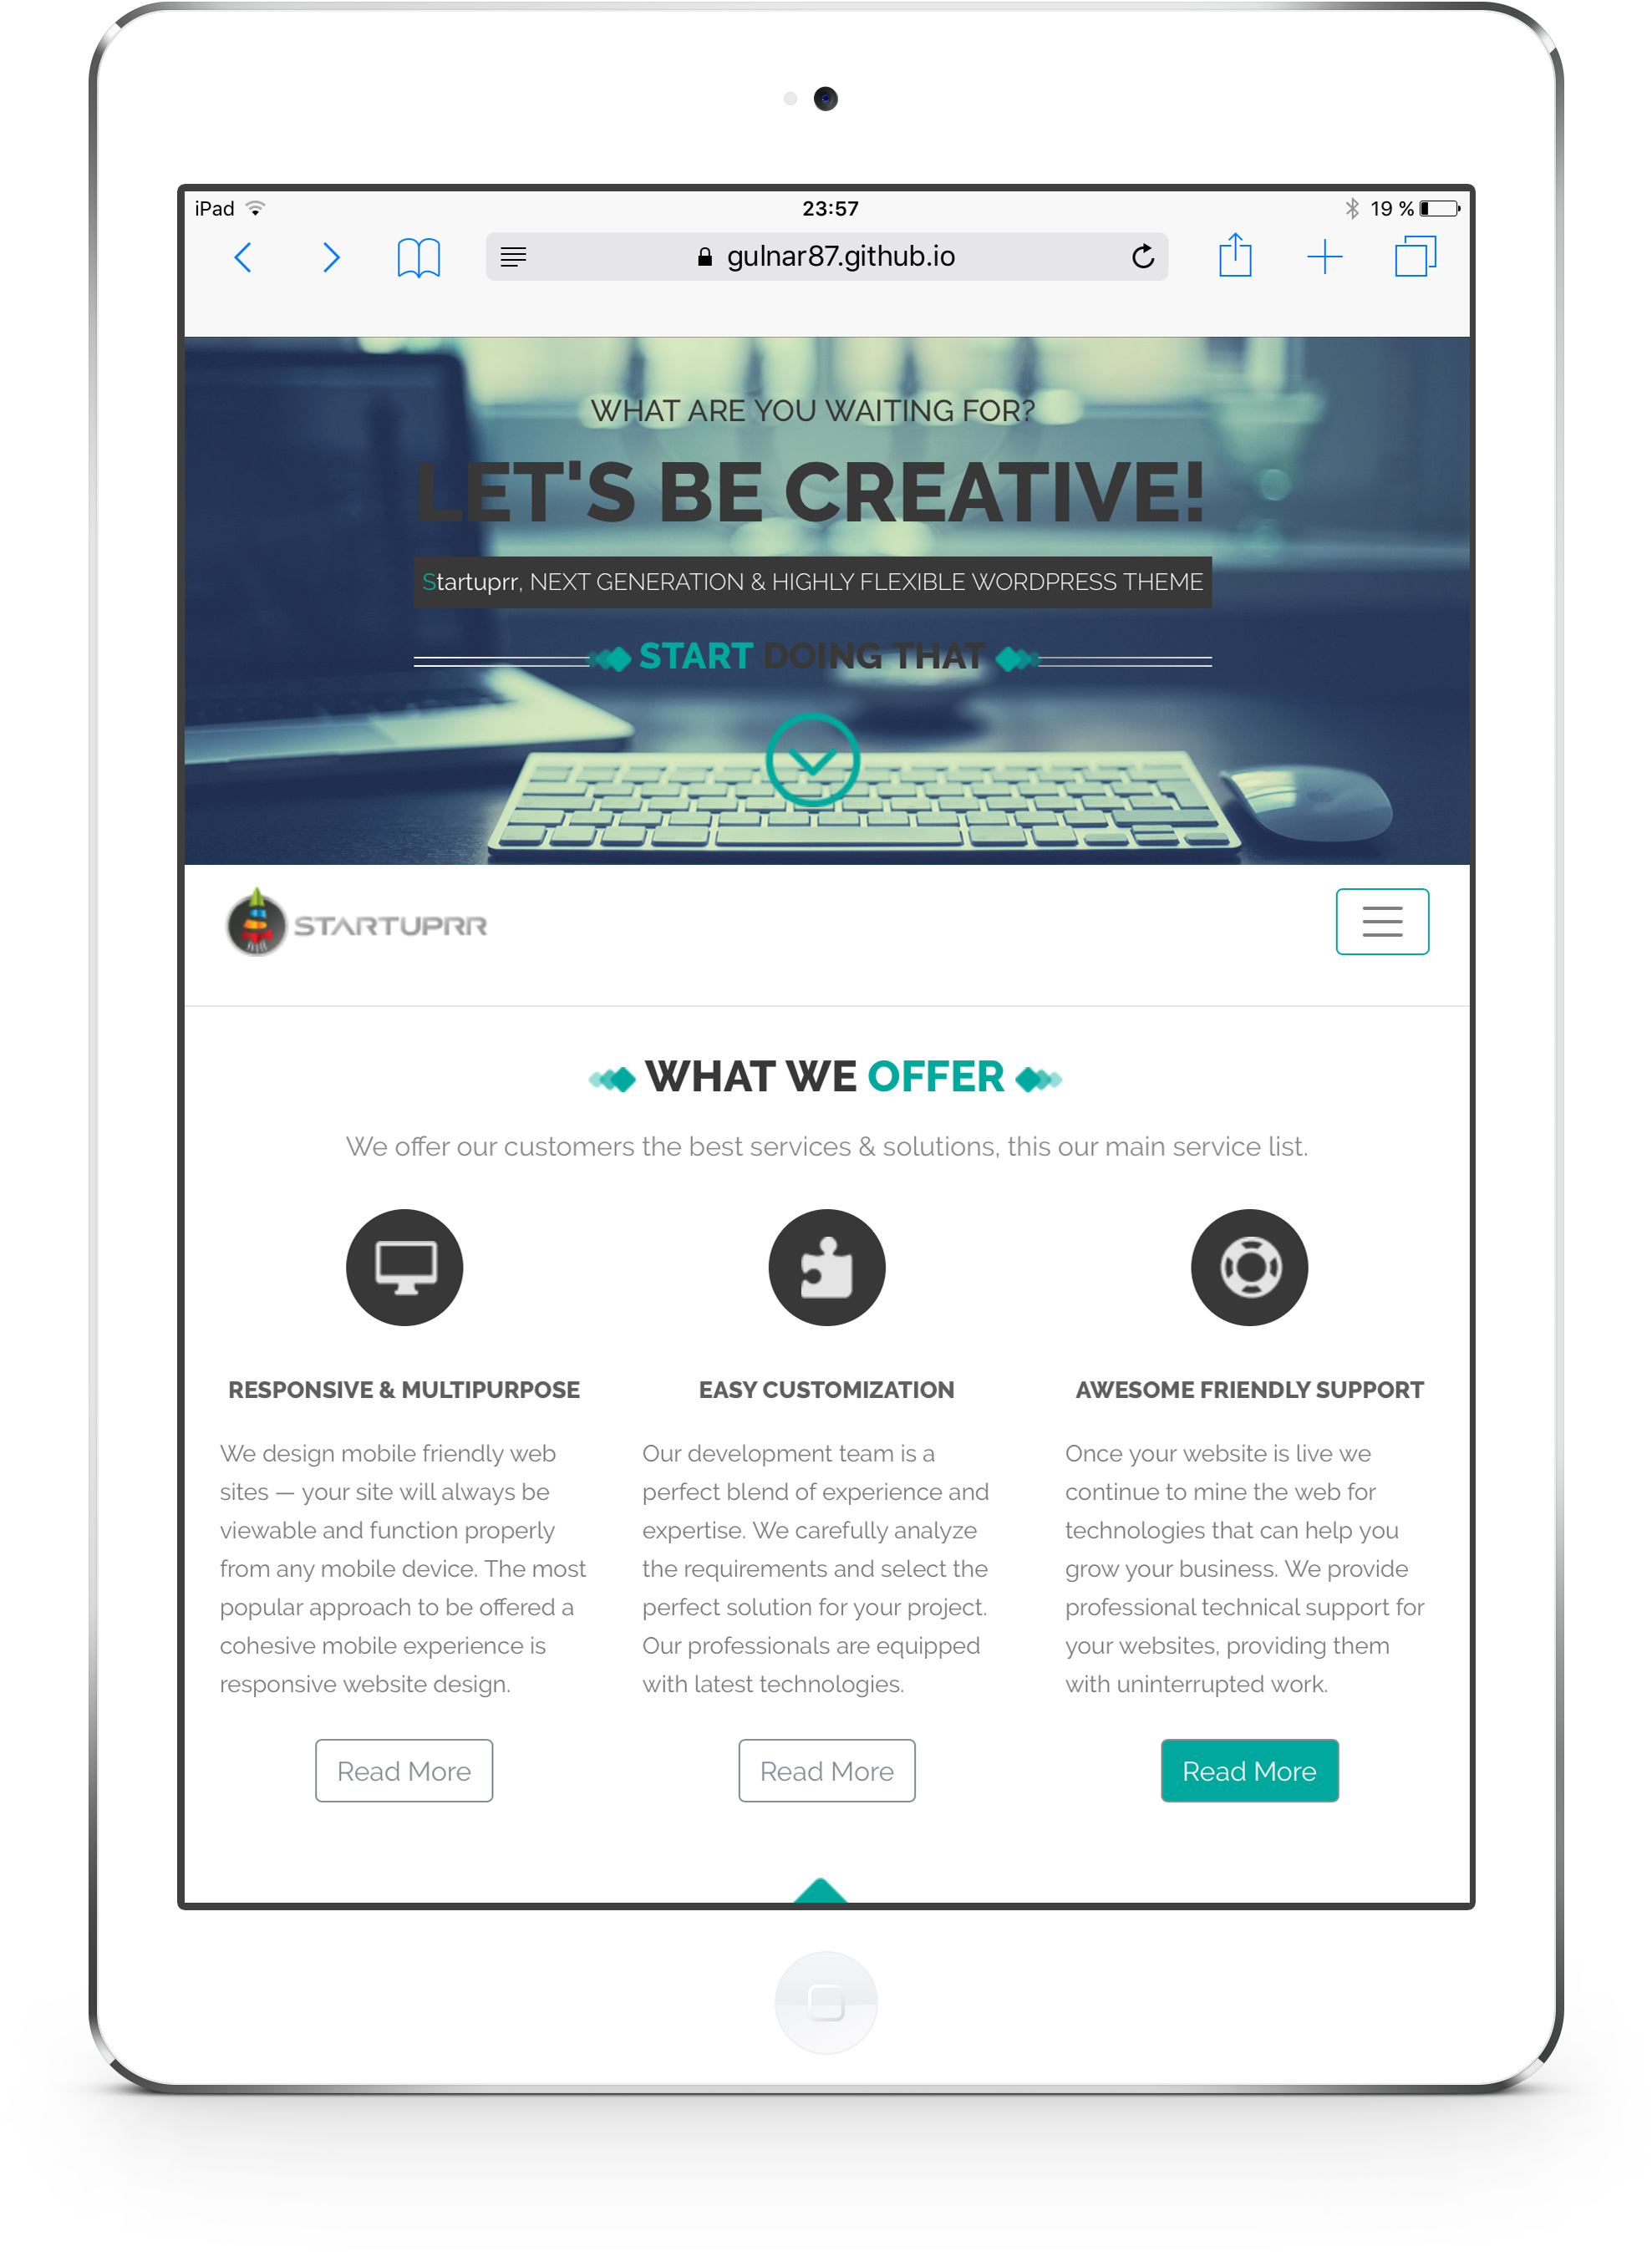 iPad 23:57 19 %
gulnar87.github.io
WHAT ARE YOU WAITING FOR?
LET'S BE CREATIVE!
Startuprr, NEXT GENERATION & HIGHLY FLEXIBLE WORDPRESS THEME
START DOING THAT
STARTUPRR
WHAT WE OFFER
We offer our customers the best services & solutions, this our main service list.
RESPONSIVE & MULTIPURPOSE
We design mobile friendly web
sites — your site will always be
viewable and function properly
from any mobile device. The most
popular approach to be offered a
cohesive mobile experience is
responsive website design.
Read More
EASY CUSTOMIZATION
Our development team is a
perfect blend of experience and
expertise. We carefully analyze
the requirements and select the
perfect solution for your project.
Our professionals are equipped
with latest technologies.
Read More
AWESOME FRIENDLY SUPPORT
Once your website is live we
continue to mine the web for
technologies that can help you
grow your business. We provide
professional technical support for
your websites, providing them
with uninterrupted work.
Read More